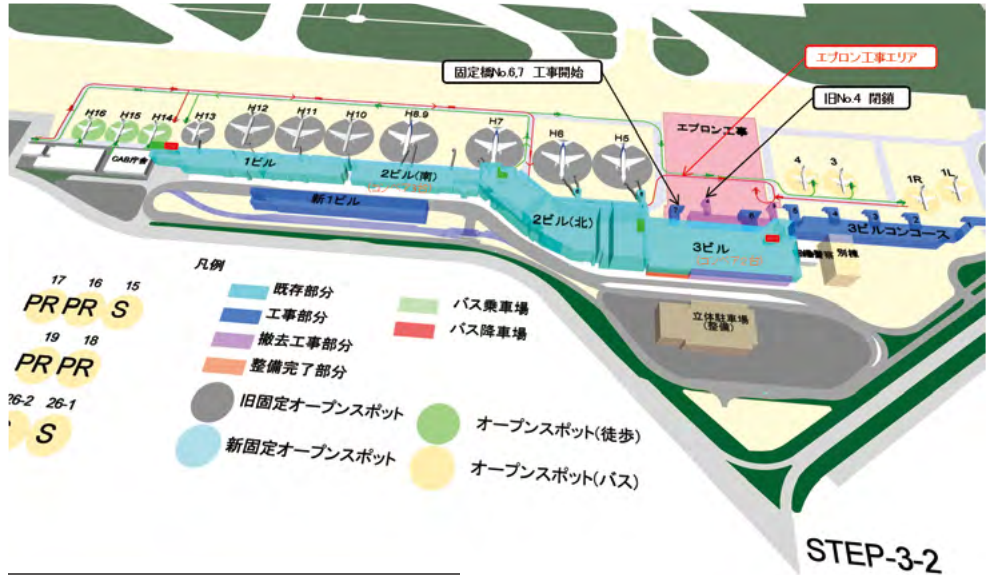 固定橋No.6,7 工事開始
エプロン工事エリア
旧No.4 閉鎖
エプロン工事
H16
H15
H14
H13
H12
H11
H10
H8.9
H7
H6
H5
4
3
1R
1L
CAB庁舎
1ビル
2ビル(南)
新1ビル
2ビル(北)
3ビル
7
6
5
4
3
2
1
3ビルコンコース
別棟
立体駐車場
(整備)
凡例
既存部分
工事部分
撤去工事部分
整備完了部分
バス乗車場
バス降車場
旧固定オープンスポット
新固定オープンスポット
オープンスポット(徒歩)
オープンスポット(バス)
17
16
15
PR
PR
S
19
18
PR
PR
26-2
26-1
S
STEP-3-2